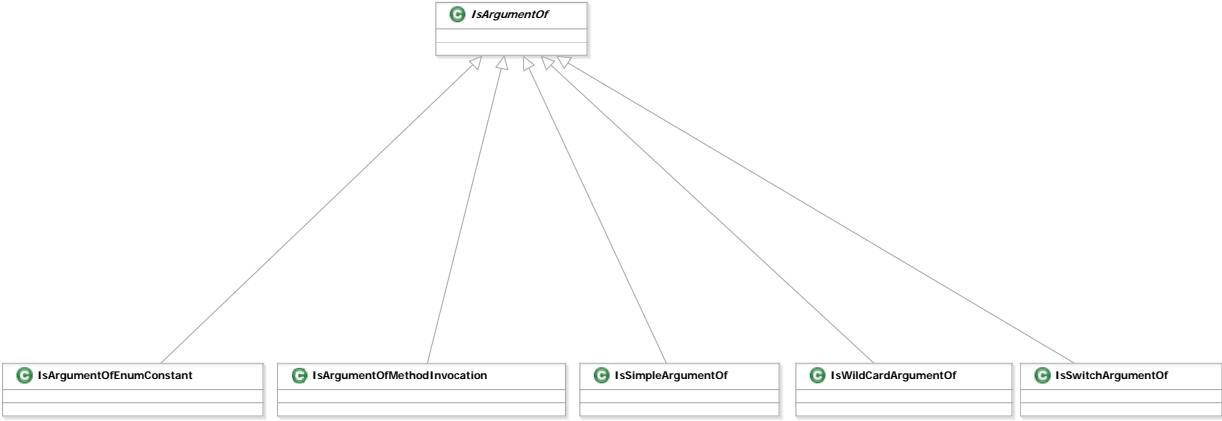 C IsArgumentOf
C IsArgumentOfEnumConstant
C IsArgumentOfMethodInvocation
C IsSimpleArgumentOf
C IsWildCardArgumentOf
C IsSwitchArgumentOf